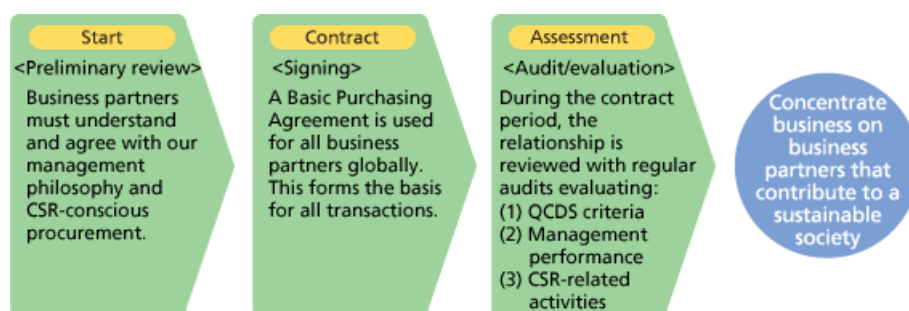 Start
<Preliminary review>
Business partners
must understand
and agree with our
management
philosophy and
CSR-conscious
procurement.
Contract
<Signing>
A Basic Purchasing
Agreement is used
for all business
partners globally.
This forms the basis
for all transactions.
Assessment
<Audit/evaluation>
During the contract
period, the
relationship is
reviewed with regular
audits evaluating:
(1) QCDS criteria
(2) Management
performance
(3) CSR-related
activities
Concentrate
business on
business
partners that
contribute to a
sustainable
society